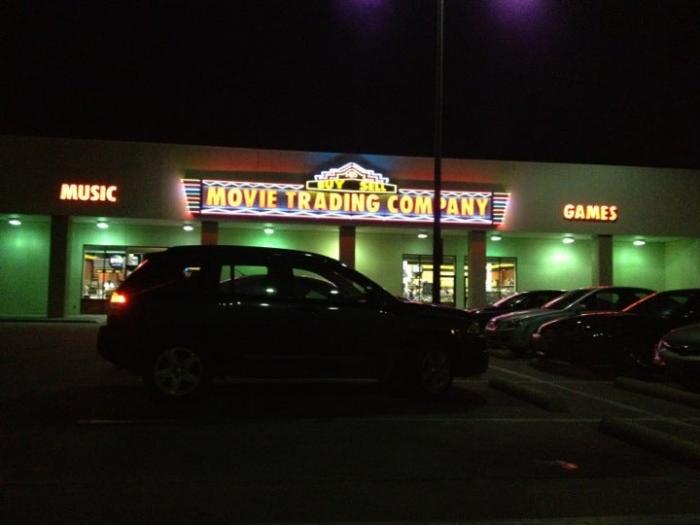 BUY SELL
MUSIC
MOVIE TRADING COMPANY
GAMES